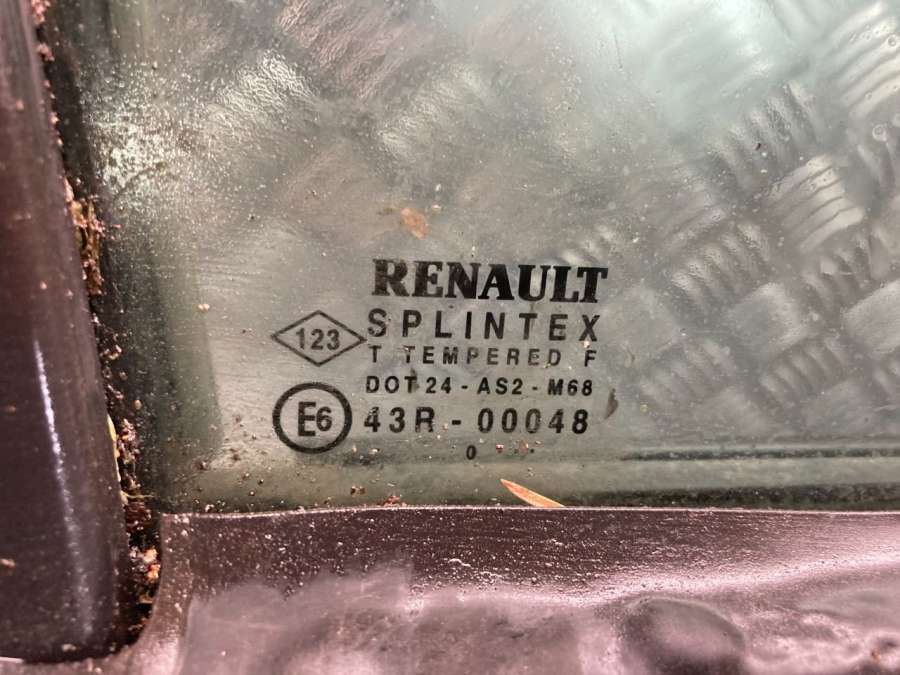 RENAULT
SPLINTEX
123
T TEMPERED F
DOT 24 - AS2 - M68
E6
43R - 00048
0 ..